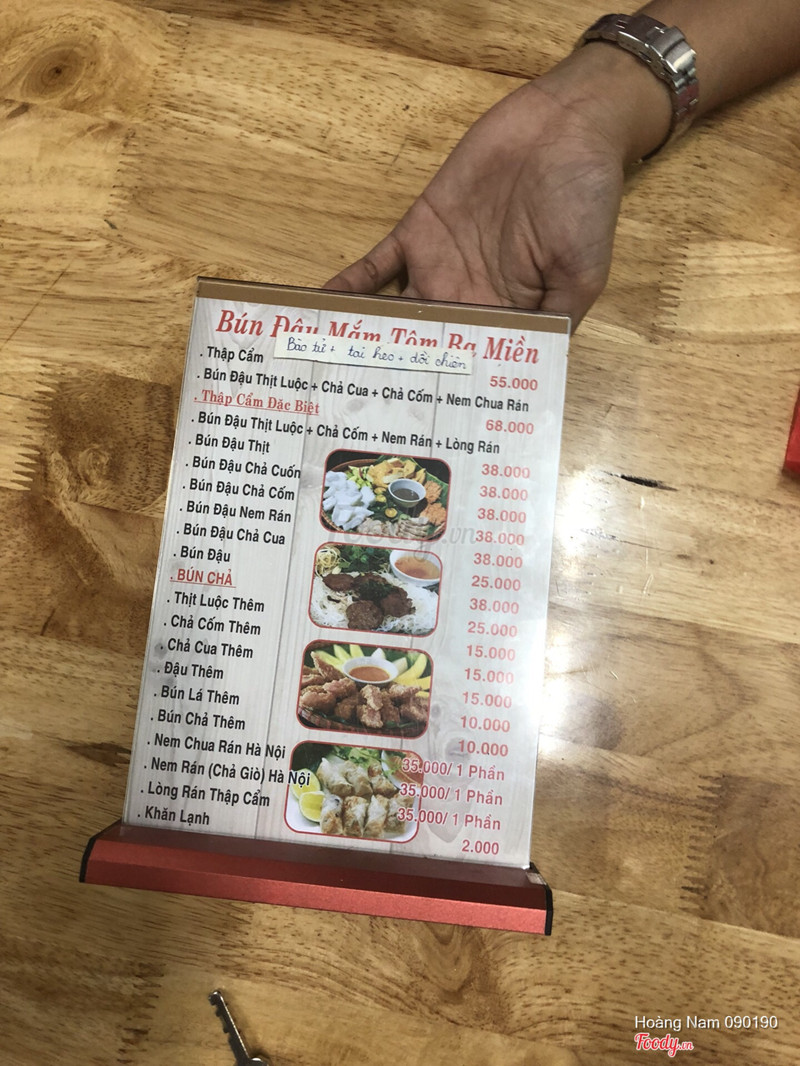 Bún Đậu Mắm Tôm Ba Miền
Bao tử + tai heo + dồi chiên
. Thập Cẩm 55.000
. Bún Đậu Thịt Luộc + Chả Cua + Chả Cốm + Nem Chua Rán
. Thập Cẩm Đặc Biệt 68.000
. Bún Đậu Thịt Luộc + Chả Cốm + Nem Rán + Lòng Rán
. Bún Đậu Thịt 38.000
. Bún Đậu Chả Cuốn 38.000
. Bún Đậu Chả Cốm 38.000
. Bún Đậu Nem Rán 38.000
. Bún Đậu Chả Cua 38.000
. Bún Đậu 25.000
. BÚN CHẢ 38.000
. Thịt Luộc Thêm 25.000
. Chả Cốm Thêm 15.000
. Chả Cua Thêm 15.000
. Đậu Thêm 15.000
. Bún Lá Thêm 10.000
. Bún Chả Thêm 10.000
. Nem Chua Rán Hà Nội 35.000/ 1 Phần
. Nem Rán (Chả Giò) Hà Nội 35.000/ 1 Phần
. Lòng Rán Thập Cẩm 35.000/ 1 Phần
. Khăn Lạnh 2.000
foody.vn
Hoàng Nam 090190
Foody.vn